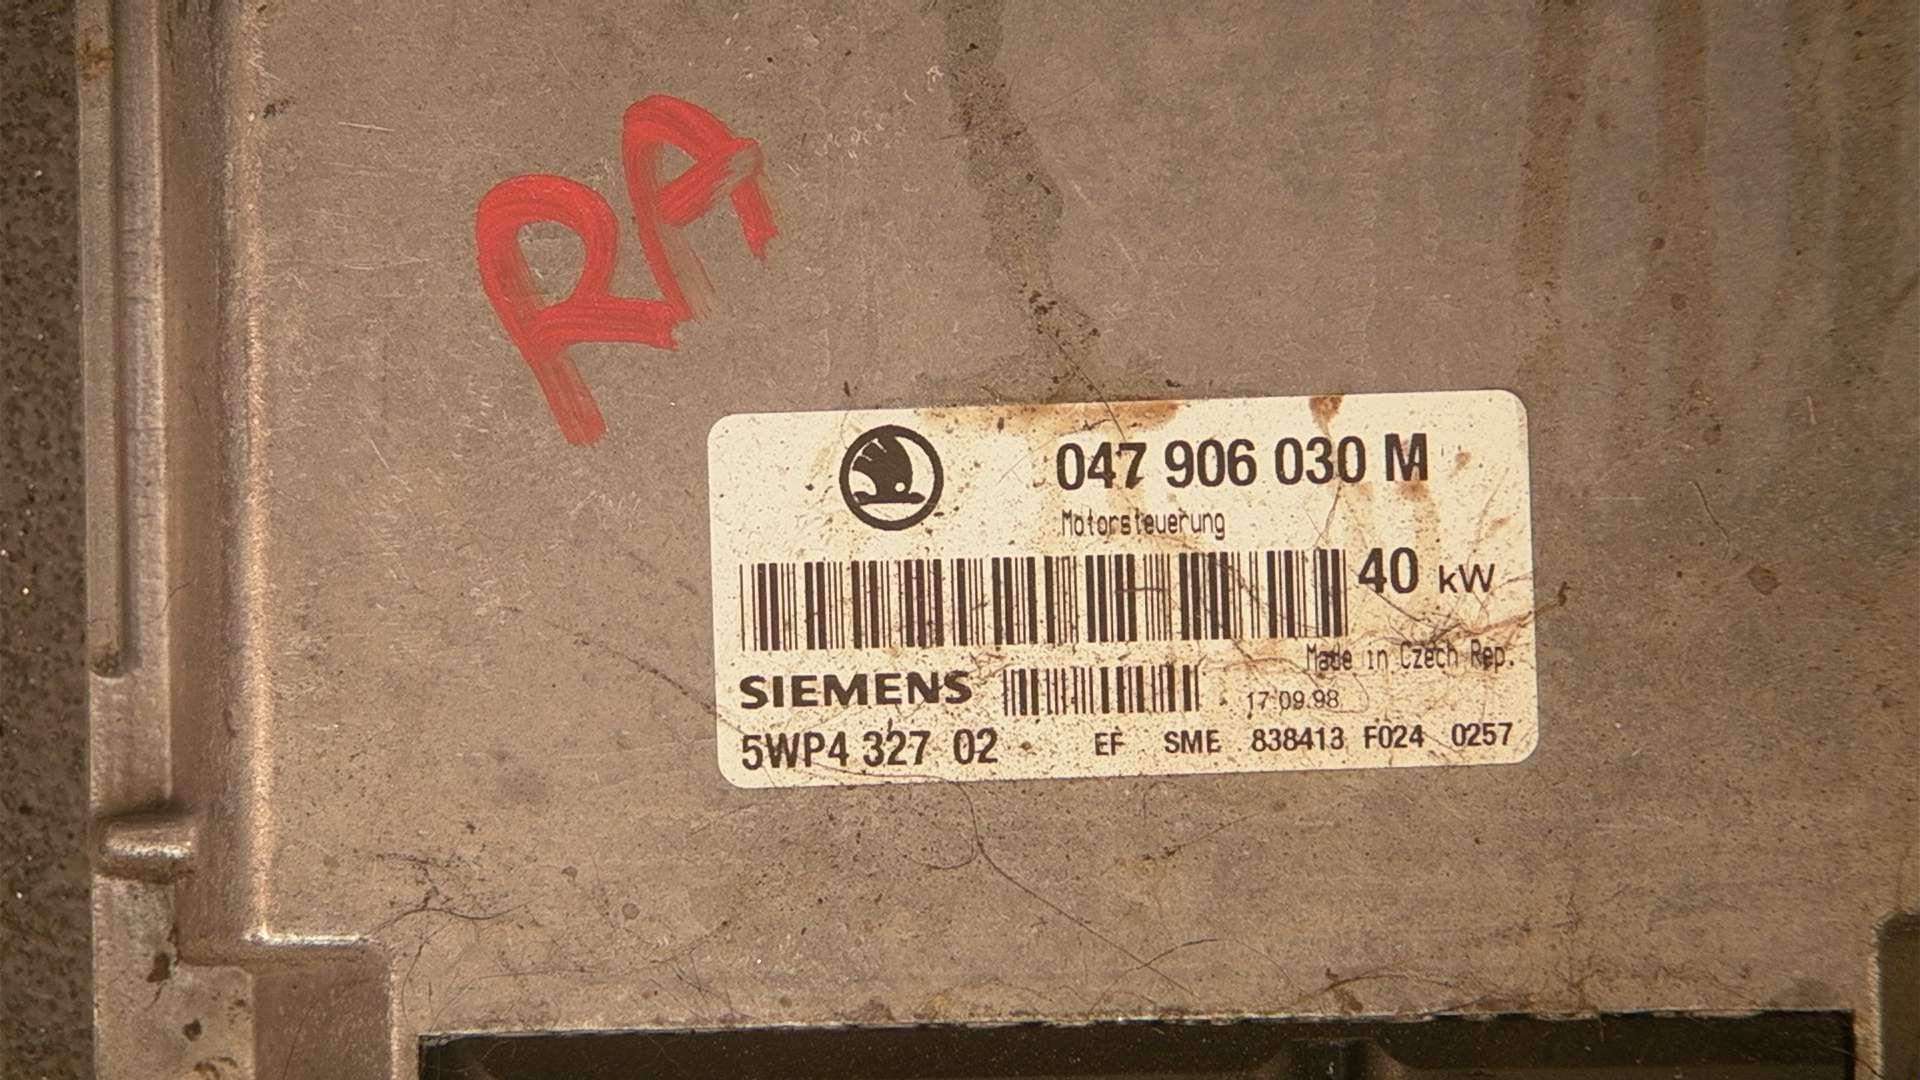 RA
047 906 030 M
Motorsteuerung
40 kW
Made in Czech Rep.
SIEMENS 17 09.98
5WP4 327 02 EF SME 838413 F024 0257